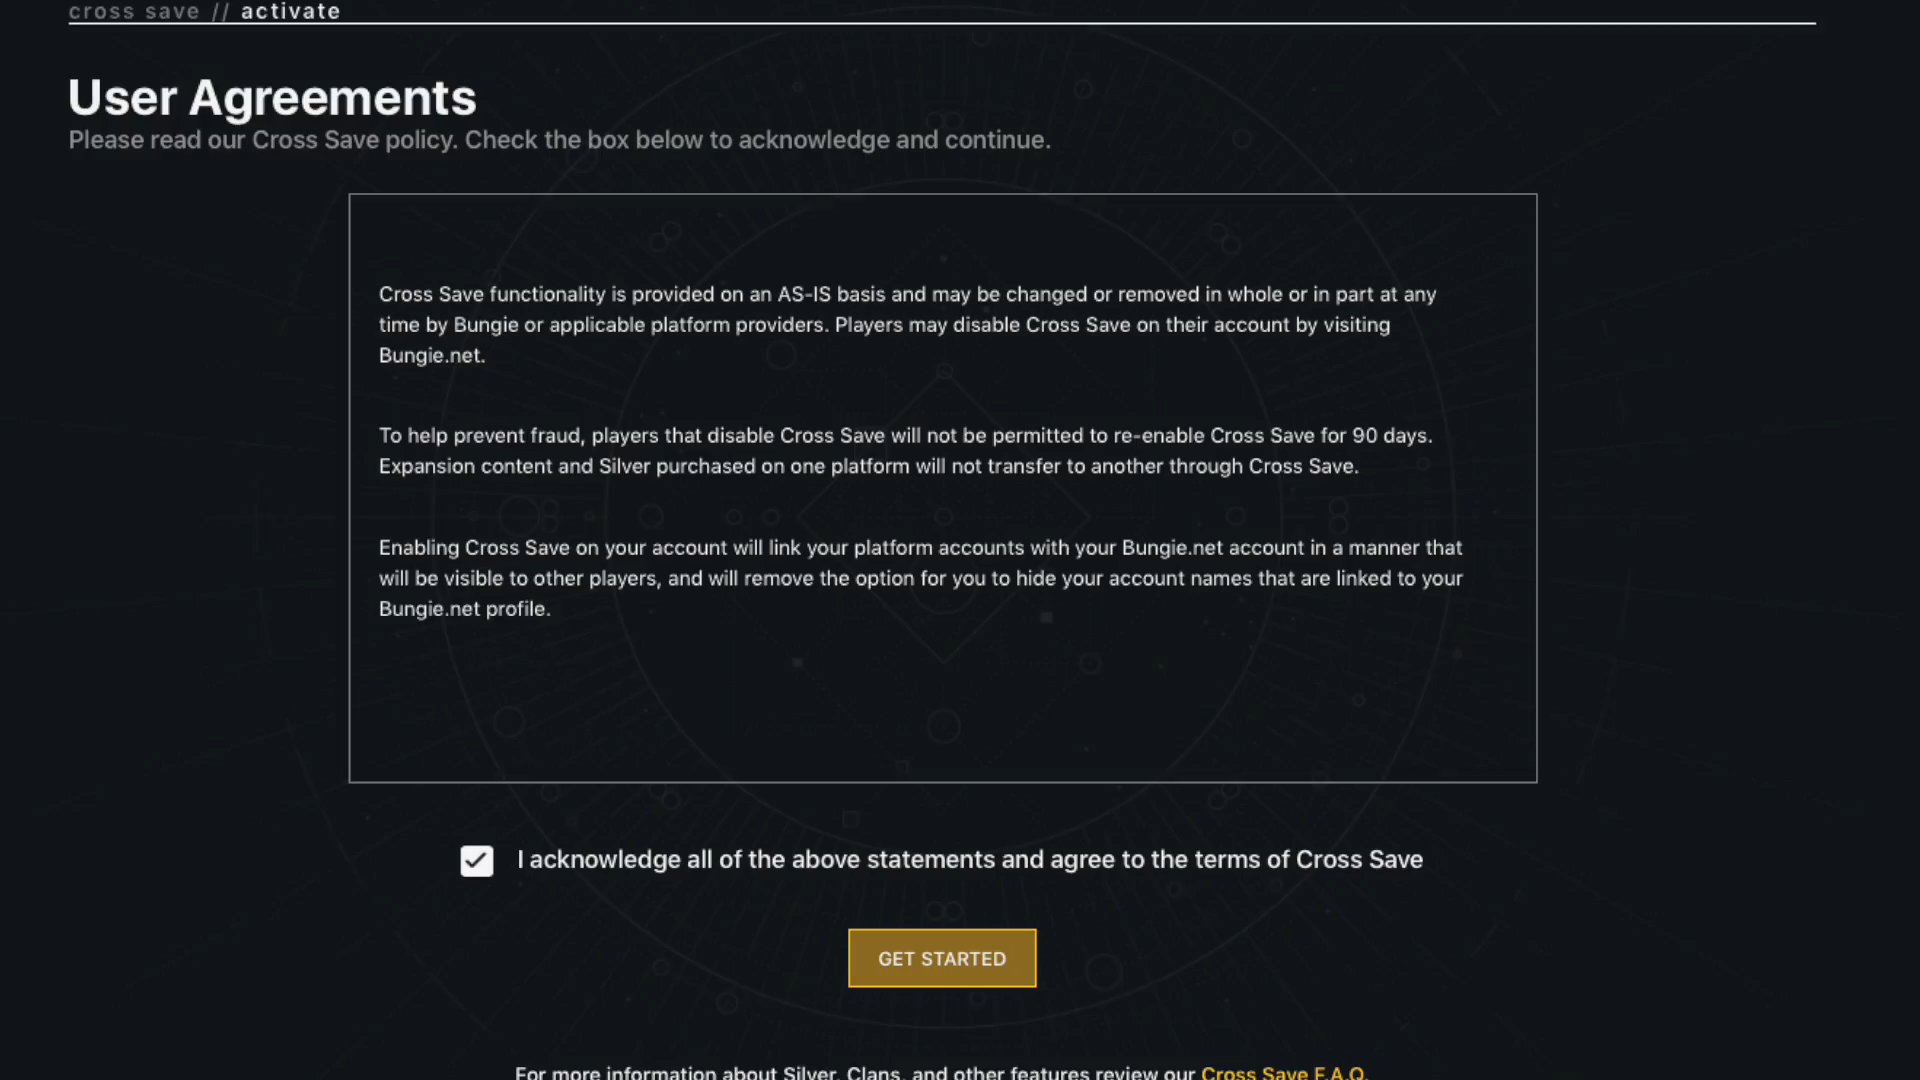 cross save // activate
User Agreements
Please read our Cross Save policy. Check the box below to acknowledge and continue.
Cross Save functionality is provided on an AS-IS basis and may be changed or removed in whole or in part at any
time by Bungie or applicable platform providers. Players may disable Cross Save on their account by visiting
Bungie.net.
To help prevent fraud, players that disable Cross Save will not be permitted to re-enable Cross Save for 90 days.
Expansion content and Silver purchased on one platform will not transfer to another through Cross Save.
Enabling Cross Save on your account will link your platform accounts with your Bungie.net account in a manner that
will be visible to other players, and will remove the option for you to hide your account names that are linked to your
Bungie.net profile.
I acknowledge all of the above statements and agree to the terms of Cross Save
GET STARTED
For more information about Silver, Clans, and other features review our Cross Save F.A.Q.